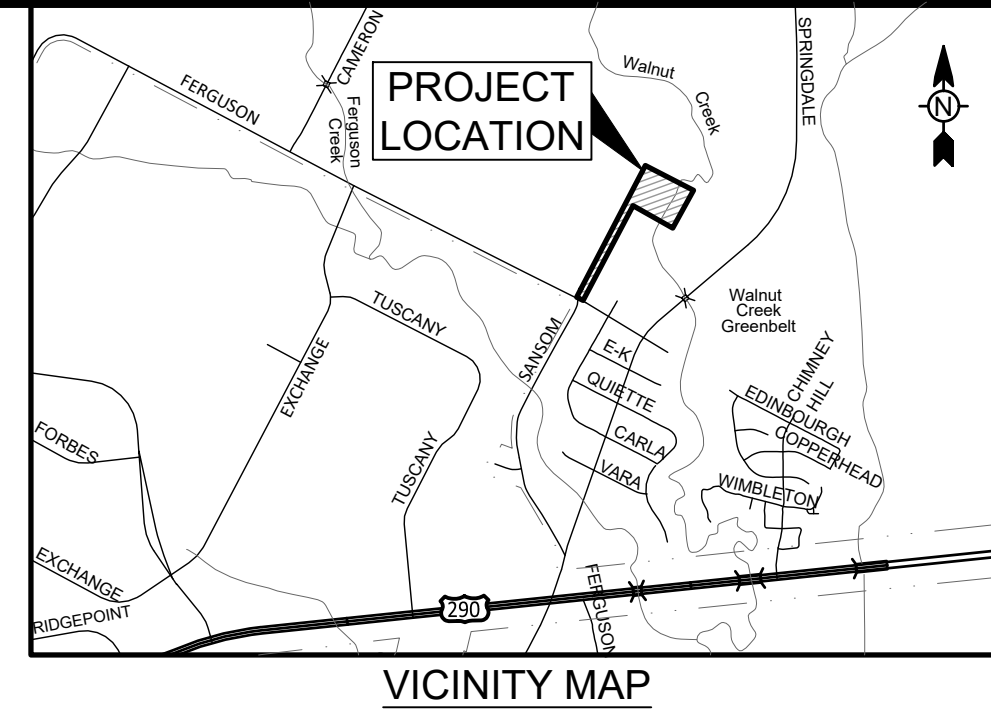 FERGUSON
CAMERON
Ferguson
Creek
PROJECT
LOCATION
Walnut
Creek
SPRINGDALE
N
TUSCANY
EXCHANGE
SANSOM
Walnut
Creek
Greenbelt
E-K
QUIETTE
CARLA
VARA
CHIMNEY
HILL
EDINBOURGH
COPPERHEAD
WIMBLETON
FORBES
TUSCANY
EXCHANGE
RIDGEPOINT
290
FERGUSON
VICINITY MAP